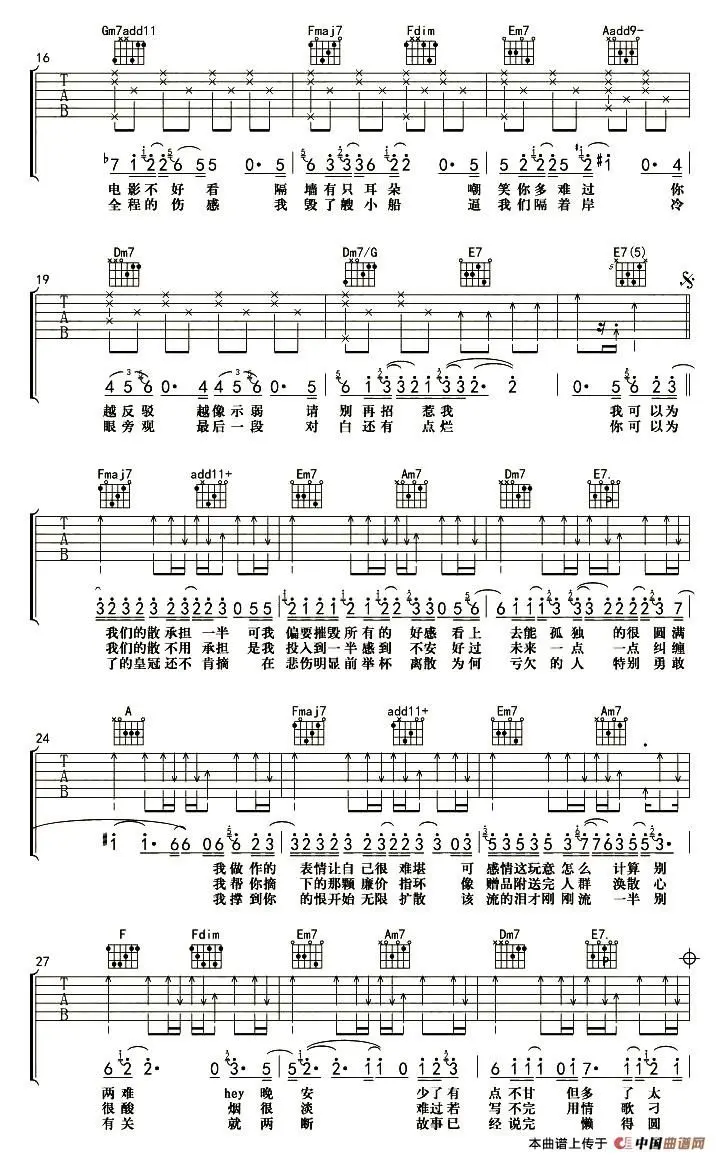 Gm7add11 Fmaj7 Fdim Em7 Aadd9-
16
T A B
♭7 1 2 2 6 5 5 0· 5 6 3 3 3 6 2 2 0· 5 5 2 2 2 2 #1 0· 4
电影不好看 隔墙有只耳朵 嘲笑你多难过 你
全程的伤感 我毁了艘小船 逼我们隔着岸 冷
Dm7 Dm7/G E7 E7(5)
19
T A B
4 5 6 0· 4 4 5 6 0· 5 6 1 3 3 2 1 3 3 2· 2 0· 5 6 2 3
越反驳 越像示弱 请别再招惹我 我可以为
眼旁观 最后一段 对白还有点烂 你可以为
Fmaj7 add11+ Em7 Am7 Dm7 E7.
T A B
3 2 3 2 3 2 3 2 2 3 0 5 5 2 1 2 1 2 1 2 2 3 3 0 5 6 6 1 1 1 3 3 2 2 2 2 3 7
我们的散承担一半 可我偏要摧毁所有的 好感看上去能孤独的很圆满
我们的散不用承担 是我投入到一半感到 不安好过未来一点一点纠缠
了的皇冠还不肯摘 在悲伤明显前举杯 离散为何亏欠的人 特别勇敢
A Fmaj7 add11+ Em7 Am7
24
T A B
#1 1· 6 6 0 6 6 2 3 3 2 3 2 3 2 3 2 2 3 0 3 5 3 5 3 5 3 7 7 6 3 5 5 3·
我做作的表情让自己很难堪 可感情这玩意怎么计算别
我帮你摘下的那颗廉价指环 像赠品附送完人群涣散心
我撑到你的恨开始无限扩散 该流的泪才刚刚流一半别
F Fdim Em7 Am7 Dm7 E7.
27
T A B
6 2 2· 0 3· 5 5 2· 2· 1 1 0 1 2 3 6 1 1 2 0 1 7· 1 1 1 2
两难 hey晚安 少了有点不甘 但多了太
很酸 烟很淡 难过若写不完 用情歌刁
有关 就两断 故事已经说完 懒得圆
本曲谱上传于 中国曲谱网